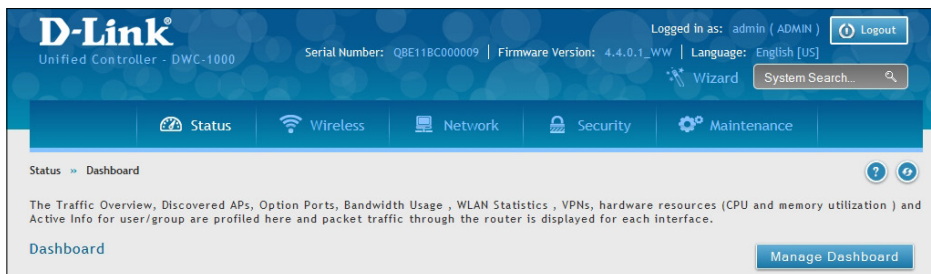 D-Link®
Unified Controller - DWC-1000
Logged in as: admin ( ADMIN ) Logout
Serial Number: QBE11BC000009 | Firmware Version: 4.4.0.1_WW | Language: English [US]
Wizard System Search...
Status Wireless Network Security Maintenance
Status » Dashboard
The Traffic Overview, Discovered APs, Option Ports, Bandwidth Usage , WLAN Statistics , VPNs, hardware resources (CPU and memory utilization ) and
Active Info for user/group are profiled here and packet traffic through the router is displayed for each interface.
Dashboard
Manage Dashboard